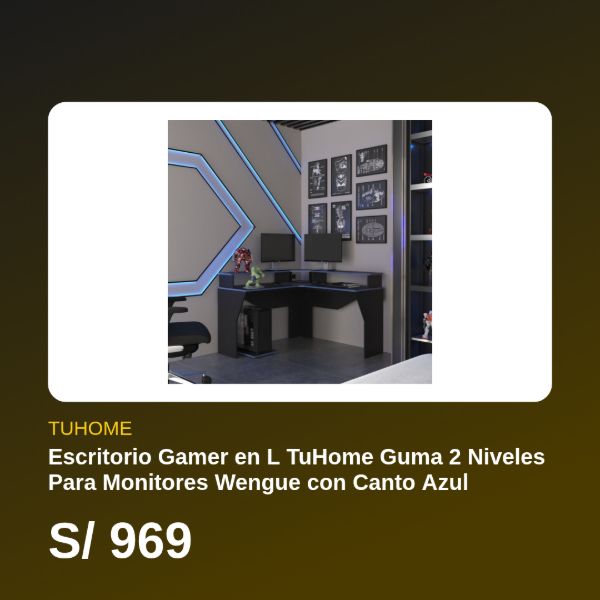 TUHOME
Escritorio Gamer en L TuHome Guma 2 Niveles
Para Monitores Wengue con Canto Azul
S/ 969